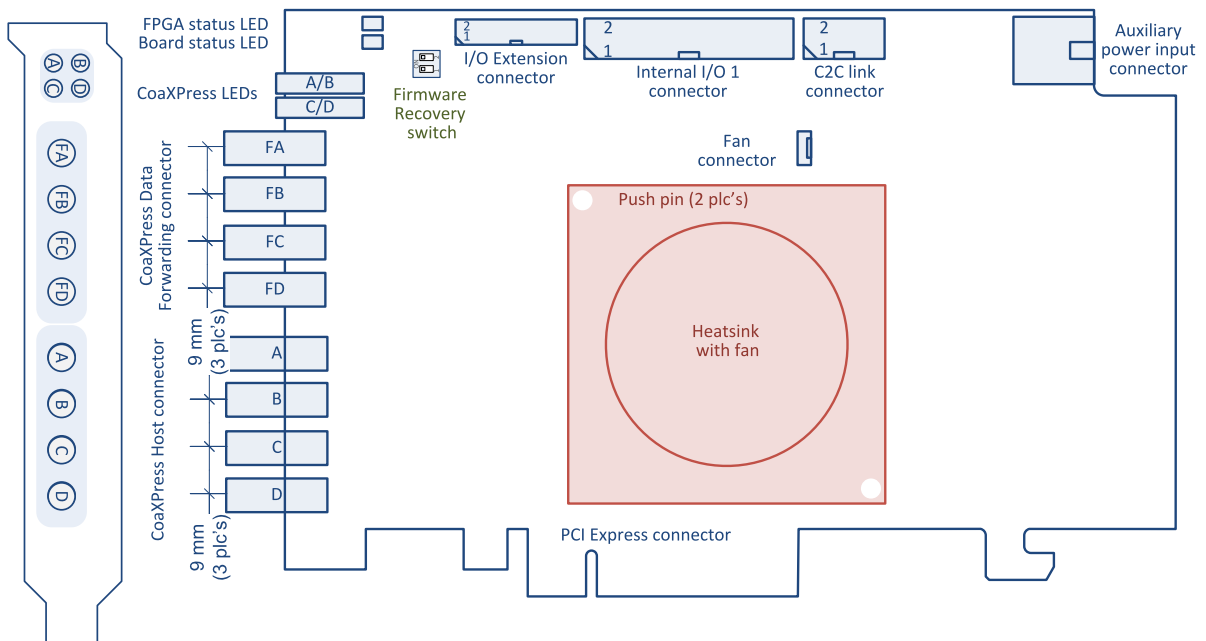 FPGA status LED
Board status LED
CoaXPress LEDs
A/B
C/D
Firmware
Recovery
switch
2
1
I/O Extension
connector
2
1
Internal I/O 1
connector
2
1
C2C link
connector
Auxiliary
power input
connector
Fan
connector
A
B
C
D
FA
FB
FC
FD
A
B
C
D
CoaXPress Data
Forwarding connector
FA
FB
FC
FD
9 mm
(3 plc's)
CoaXPress Host connector
A
B
C
D
9 mm
(3 plc's)
Push pin (2 plc's)
Heatsink
with fan
PCI Express connector